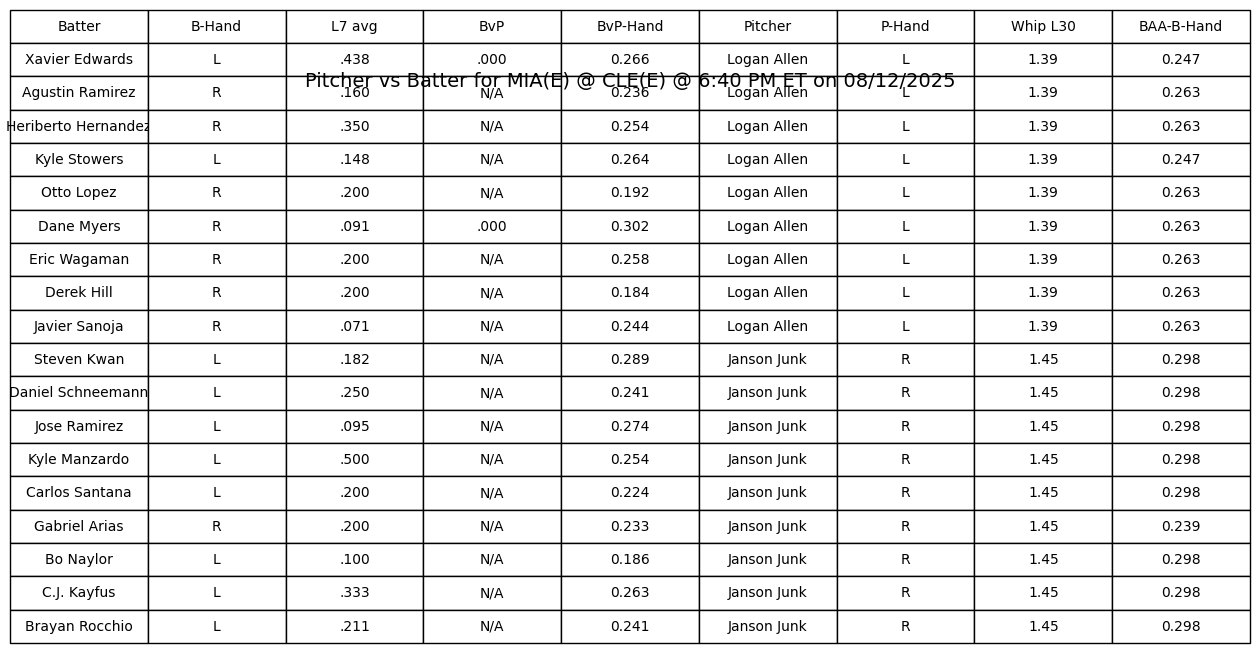 Batter B-Hand L7 avg BvP BvP-Hand Pitcher P-Hand Whip L30 BAA-B-Hand
Xavier Edwards L .438 .000 0.266 Logan Allen L 1.39 0.247
Pitcher vs Batter for MIA(E) @ CLE(E) @ 6:40 PM ET on 08/12/2025
Agustin Ramirez R .160 N/A 0.236 Logan Allen L 1.39 0.263
Heriberto Hernandez R .350 N/A 0.254 Logan Allen L 1.39 0.263
Kyle Stowers L .148 N/A 0.264 Logan Allen L 1.39 0.247
Otto Lopez R .200 N/A 0.192 Logan Allen L 1.39 0.263
Dane Myers R .091 .000 0.302 Logan Allen L 1.39 0.263
Eric Wagaman R .200 N/A 0.258 Logan Allen L 1.39 0.263
Derek Hill R .200 N/A 0.184 Logan Allen L 1.39 0.263
Javier Sanoja R .071 N/A 0.244 Logan Allen L 1.39 0.263
Steven Kwan L .182 N/A 0.289 Janson Junk R 1.45 0.298
Daniel Schneemann L .250 N/A 0.241 Janson Junk R 1.45 0.298
Jose Ramirez L .095 N/A 0.274 Janson Junk R 1.45 0.298
Kyle Manzardo L .500 N/A 0.254 Janson Junk R 1.45 0.298
Carlos Santana L .200 N/A 0.224 Janson Junk R 1.45 0.298
Gabriel Arias R .200 N/A 0.233 Janson Junk R 1.45 0.239
Bo Naylor L .100 N/A 0.186 Janson Junk R 1.45 0.298
C.J. Kayfus L .333 N/A 0.263 Janson Junk R 1.45 0.298
Brayan Rocchio L .211 N/A 0.241 Janson Junk R 1.45 0.298